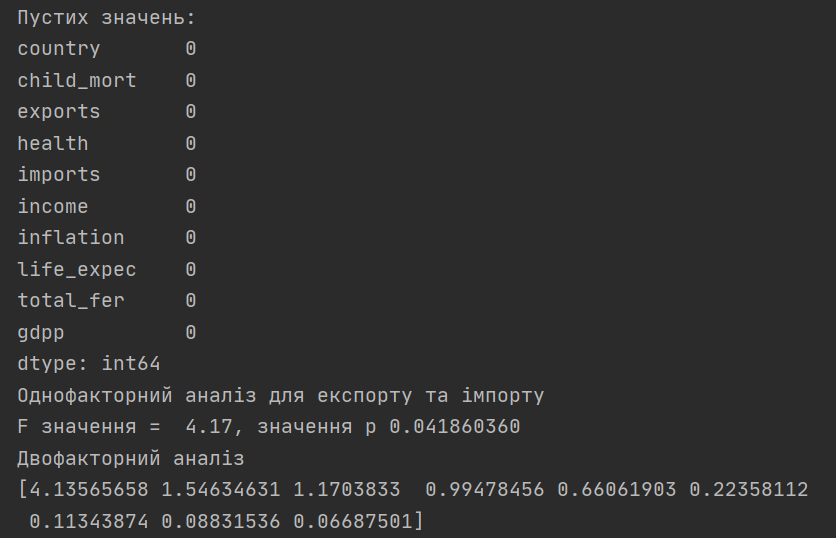 Пустих значень:
country 0
child_mort 0
exports 0
health 0
imports 0
income 0
inflation 0
life_expec 0
total_fer 0
gdpp 0
dtype: int64
Однофакторний аналіз для експорту та імпорту
F значення =  4.17, значення p 0.041860360
Двофакторний аналіз
[4.13565658 1.54634631 1.1703833  0.99478456 0.66061903 0.22358112
 0.11343874 0.08831536 0.06687501]